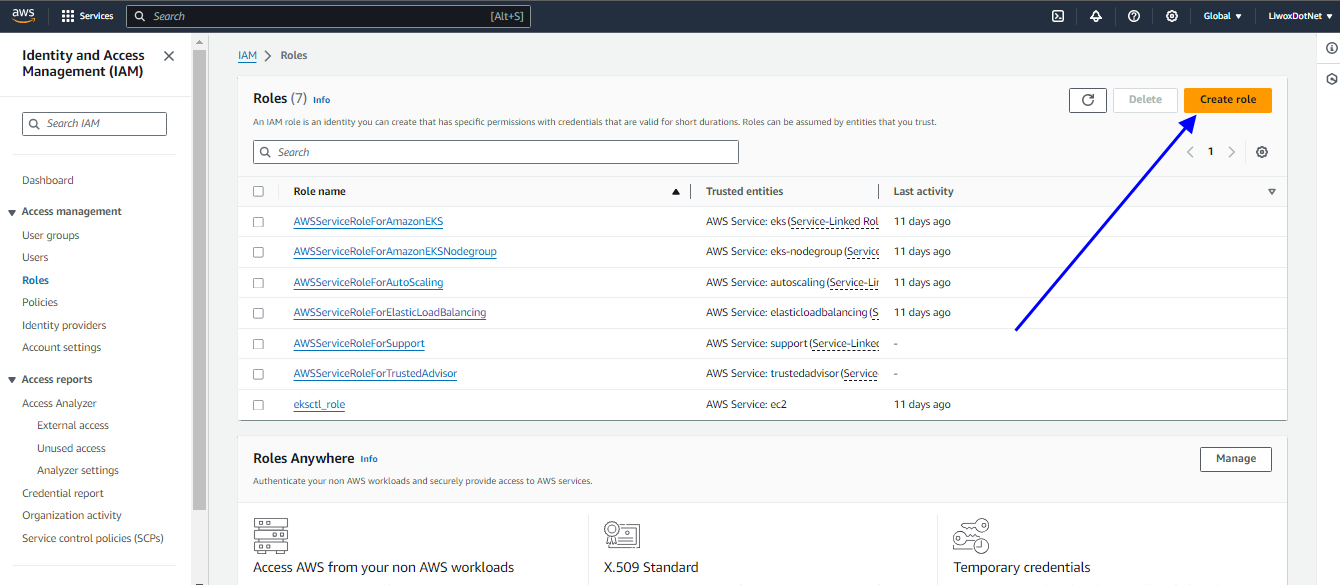 aws
Services
Search
[Alt+S]
Global
LiwoxDotNet
Identity and Access
Management (IAM)
Search IAM
Dashboard
Access management
User groups
Users
Roles
Policies
Identity providers
Account settings
Access reports
Access Analyzer
External access
Unused access
Analyzer settings
Credential report
Organization activity
Service control policies (SCPs)
IAM > Roles
Roles (7) Info
Delete
Create role
An IAM role is an identity you can create that has specific permissions with credentials that are valid for short durations. Roles can be assumed by entities that you trust.
Search
1
Role name Trusted entities Last activity
AWSServiceRoleForAmazonEKS AWS Service: eks (Service-Linked Rol 11 days ago
AWSServiceRoleForAmazonEKSNodegroup AWS Service: eks-nodegroup (Service 11 days ago
AWSServiceRoleForAutoScaling AWS Service: autoscaling (Service-Lin 11 days ago
AWSServiceRoleForElasticLoadBalancing AWS Service: elasticloadbalancing (S 11 days ago
AWSServiceRoleForSupport AWS Service: support (Service-Linked -
AWSServiceRoleForTrustedAdvisor AWS Service: trustedadvisor (Service- -
eksctl_role AWS Service: ec2 11 days ago
Roles Anywhere Info
Manage
Authenticate your non AWS workloads and securely provide access to AWS services.
Access AWS from your non AWS workloads
X.509 Standard
Temporary credentials